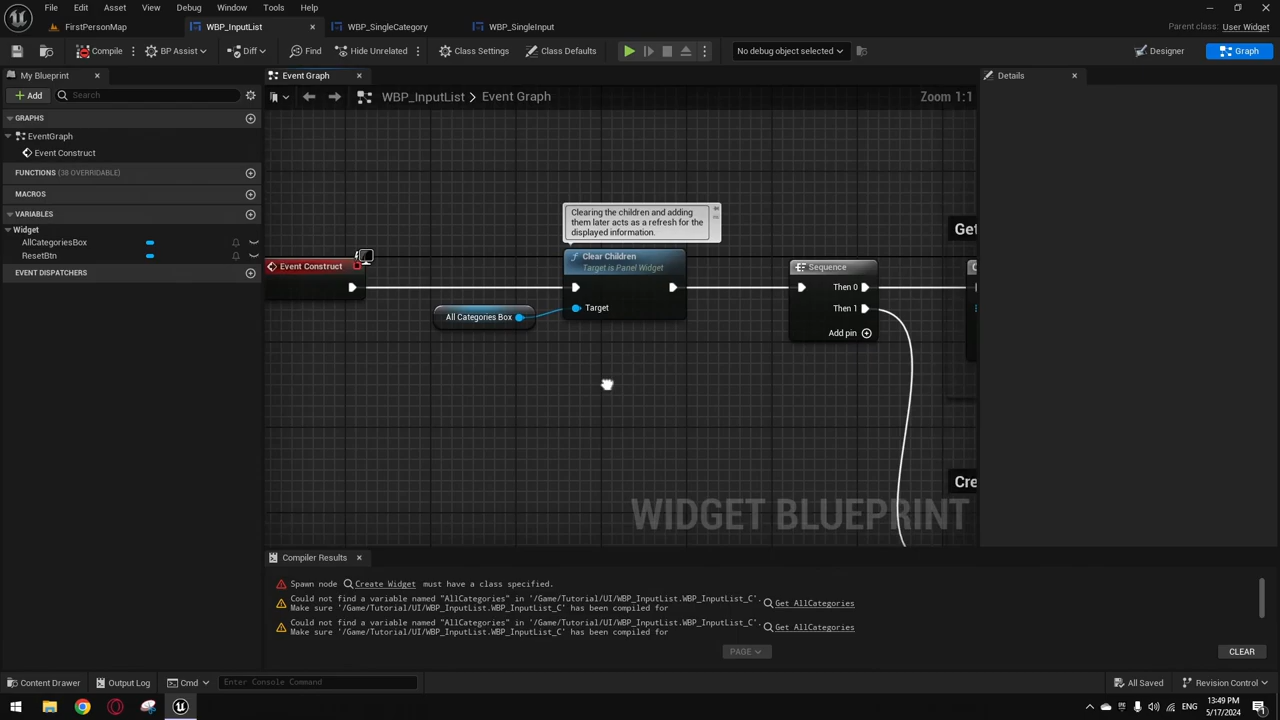 File Edit Asset View Debug Window Tools Help
FirstPersonMap WBP_InputList WBP_SingleCategory WBP_SingleInput Parent class: User Widget
Compile BP Assist Diff Find Hide Unrelated Class Settings Class Defaults No debug object selected Designer Graph
My Blueprint Event Graph Details
Add Search WBP_InputList > Event Graph Zoom 1:1
GRAPHS
EventGraph
Event Construct
FUNCTIONS (38 OVERRIDABLE)
MACROS
VARIABLES
Widget
AllCategoriesBox
ResetBtn
EVENT DISPATCHERS
Clearing the children and adding
them later acts as a refresh for the
displayed information.
Event Construct
Clear Children
Target is Panel Widget
Target
All Categories Box
Sequence
Then 0
Then 1
Add pin
Get
Cre
WIDGET BLUEPRINT
Compiler Results
Spawn node Create Widget must have a class specified.
Could not find a variable named "AllCategories" in '/Game/Tutorial/UI/WBP_InputList.WBP_InputList_C'. Get AllCategories
Make sure '/Game/Tutorial/UI/WBP_InputList.WBP_InputList_C' has been compiled for
Could not find a variable named "AllCategories" in '/Game/Tutorial/UI/WBP_InputList.WBP_InputList_C'. Get AllCategories
Make sure '/Game/Tutorial/UI/WBP_InputList.WBP_InputList_C' has been compiled for
PAGE CLEAR
Content Drawer Output Log Cmd Enter Console Command All Saved Revision Control
ENG 13:49 PM
5/17/2024